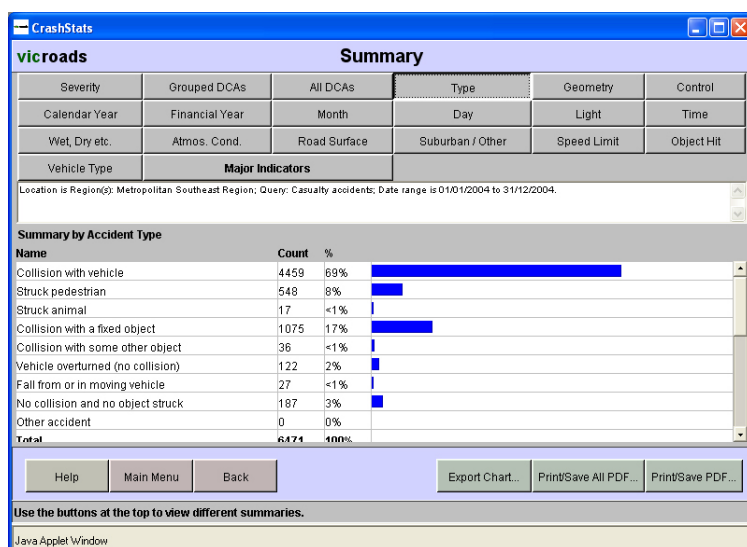 CrashStats
vicroads Summary
Severity Grouped DCAs All DCAs Type Geometry Control
Calendar Year Financial Year Month Day Light Time
Wet, Dry etc. Atmos. Cond. Road Surface Suburban / Other Speed Limit Object Hit
Vehicle Type Major Indicators
Location is Region(s): Metropolitan Southeast Region; Query: Casualty accidents; Date range is 01/01/2004 to 31/12/2004.
Summary by Accident Type
Name Count %
Collision with vehicle 4459 69%
Struck pedestrian 548 8%
Struck animal 17 <1%
Collision with a fixed object 1075 17%
Collision with some other object 36 <1%
Vehicle overturned (no collision) 122 2%
Fall from or in moving vehicle 27 <1%
No collision and no object struck 187 3%
Other accident 0 0%
Total 6471 100%
Help Main Menu Back Export Chart... Print/Save All PDF... Print/Save PDF...
Use the buttons at the top to view different summaries.
Java Applet Window